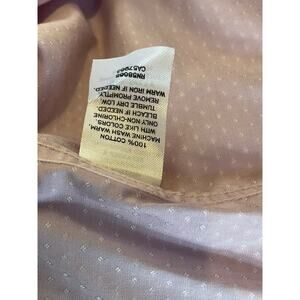 100% COTTON
MACHINE WASH WARM,
WITH LIKE COLORS.
ONLY NON-CHLORINE
BLEACH IF NEEDED.
TUMBLE DRY LOW,
REMOVE PROMPTLY.
WARM IRON IF NEEDED.